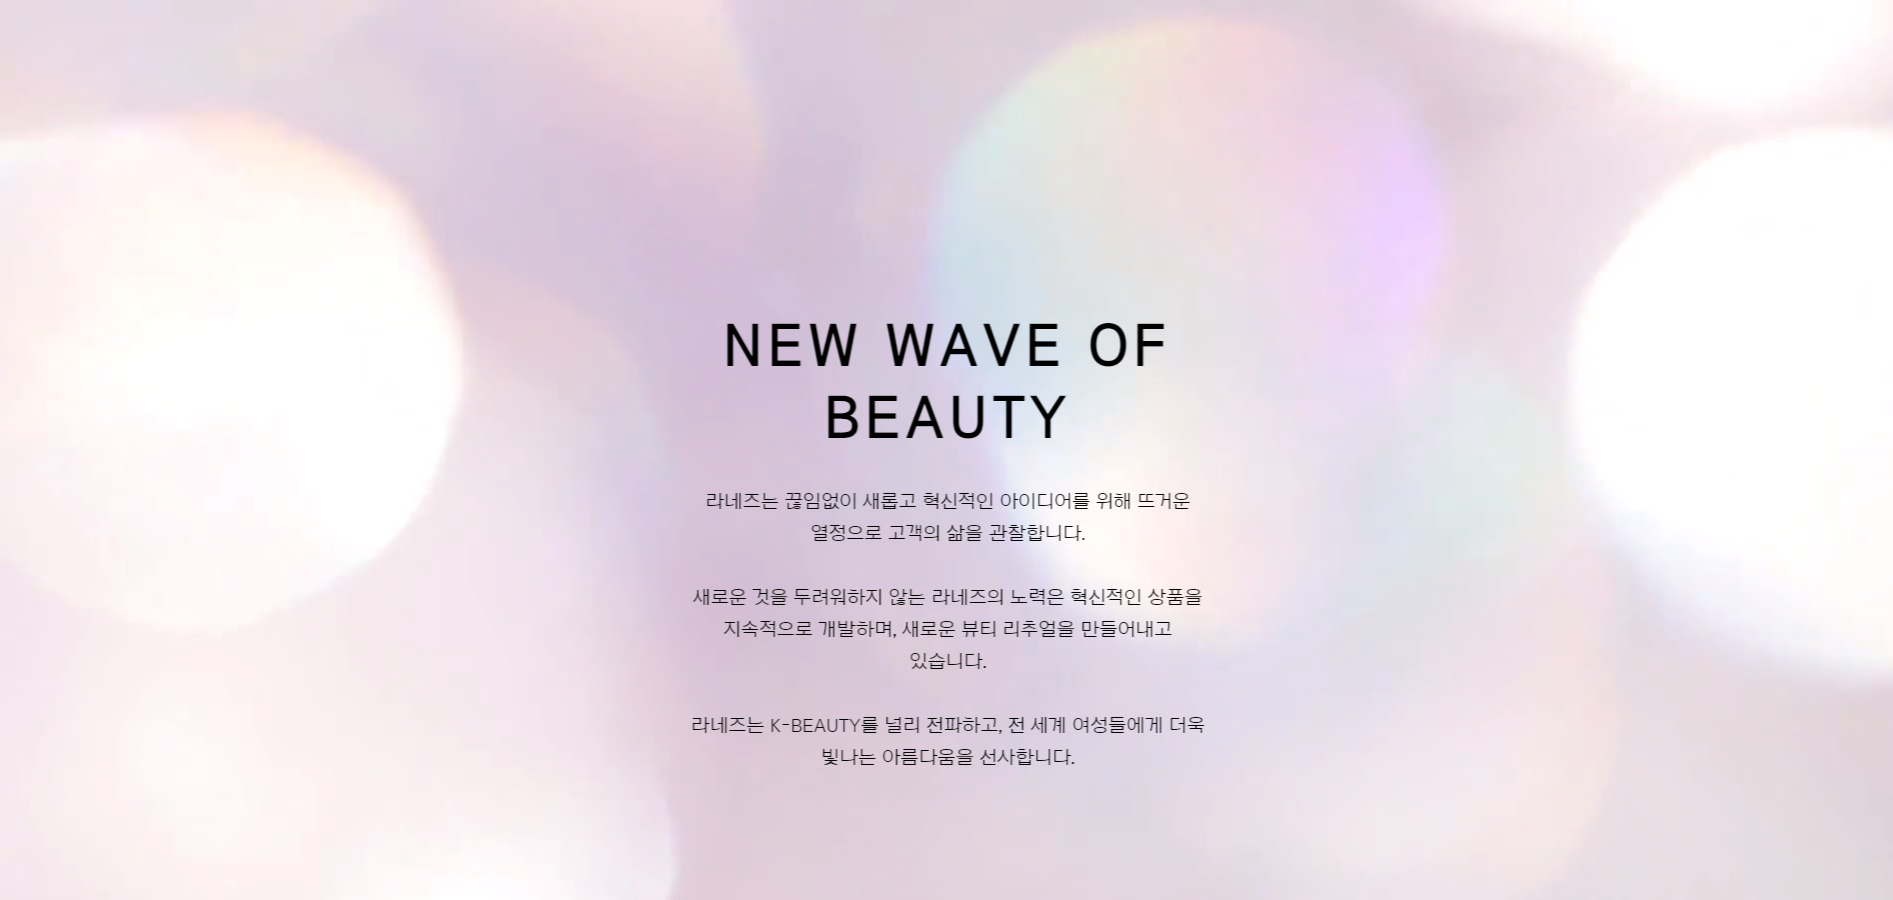 NEW WAVE OF
BEAUTY
라네즈는 끊임없이 새롭고 혁신적인 아이디어를 위해 뜨거운
열정으로 고객의 삶을 관찰합니다.
새로운 것을 두려워하지 않는 라네즈의 노력은 혁신적인 상품을
지속적으로 개발하며, 새로운 뷰티 리추얼을 만들어내고
있습니다.
라네즈는 K-BEAUTY를 널리 전파하고, 전 세계 여성들에게 더욱
빛나는 아름다움을 선사합니다.